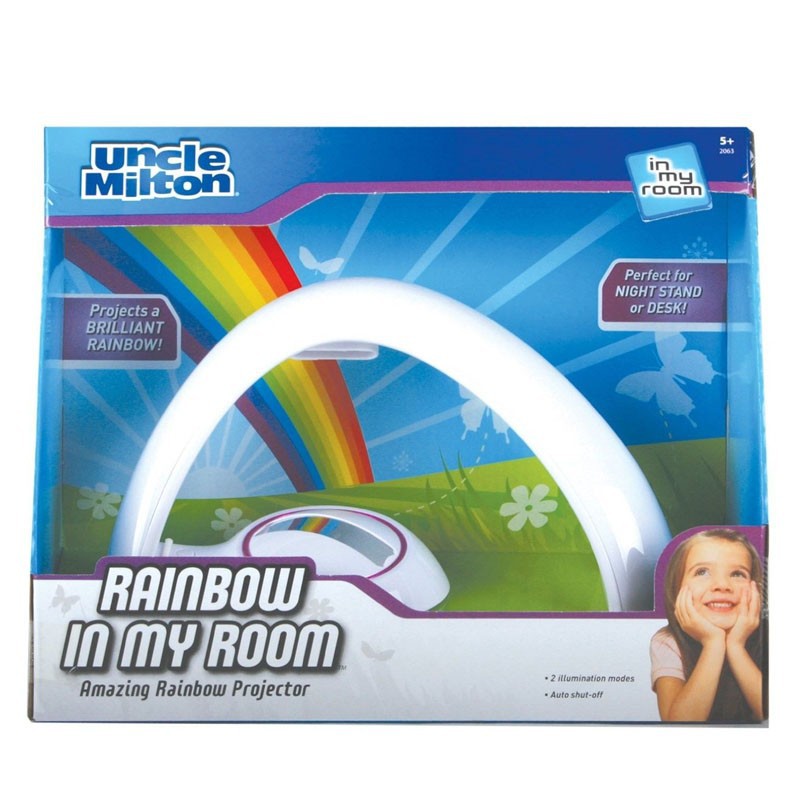 Uncle
Milton®
5+
2063
in
my
room
Projects a
BRILLIANT
RAINBOW!
Perfect for
NIGHT STAND
or DESK!
RAINBOW
IN MY ROOM™
Amazing Rainbow Projector
• 2 illumination modes
• Auto shut-off